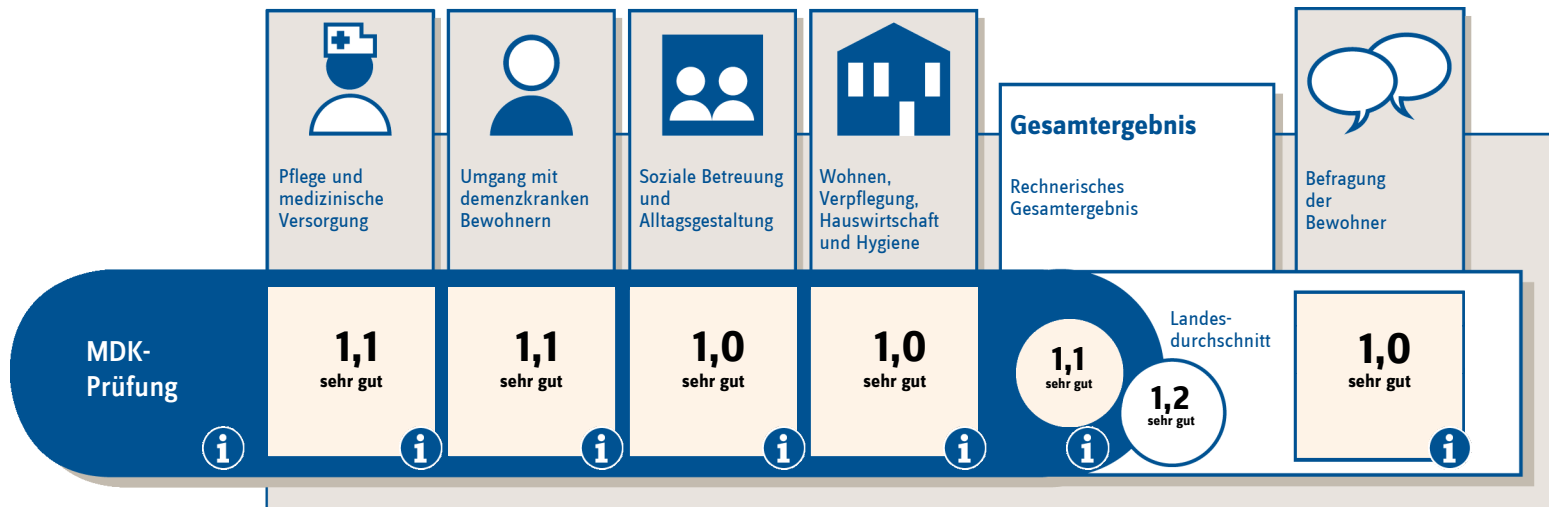 Pflege und
medizinische
Versorgung
Umgang mit
demenzkranken
Bewohnern
Soziale Betreuung
und
Alltagsgestaltung
Wohnen,
Verpflegung,
Hauswirtschaft
und Hygiene
Gesamtergebnis
Rechnerisches
Gesamtergebnis
Befragung
der
Bewohner
MDK-
Prüfung
i
1,1
sehr gut
i
1,1
sehr gut
i
1,0
sehr gut
i
1,0
sehr gut
i
1,1
sehr gut
i
Landes-
durchschnitt
1,2
sehr gut
1,0
sehr gut
i